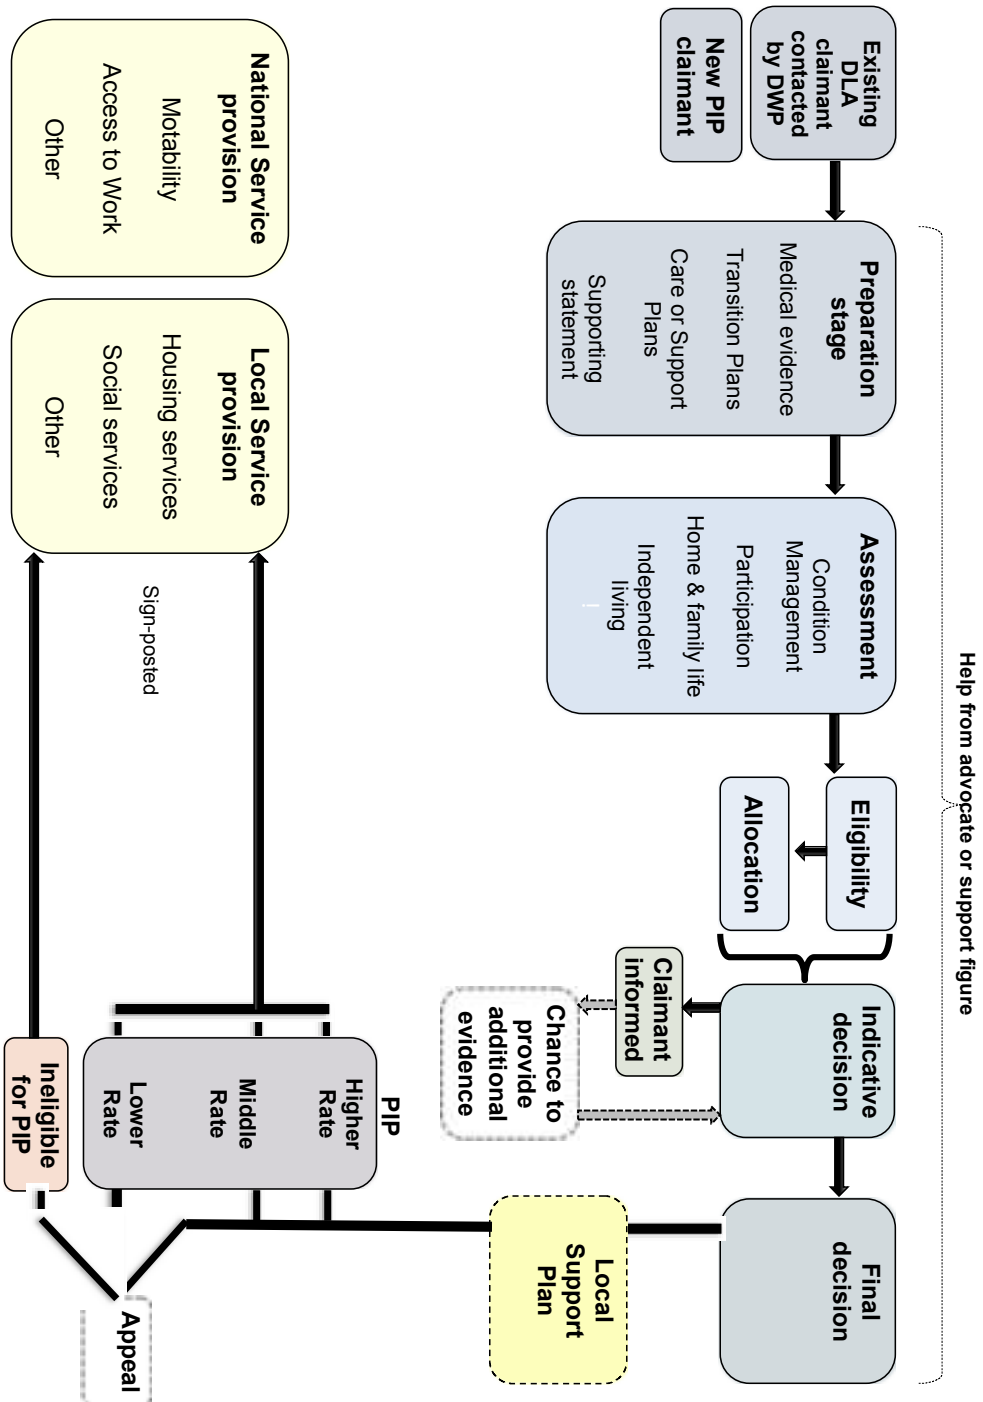 Help from advocate or support figure
Existing
DLA
claimant
contacted
by DWP
New PIP
claimant
Preparation
stage
Medical evidence
Transition Plans
Care or Support
Plans
Supporting
statement
Assessment
Condition
Management
Participation
Home & family life
Independent
living
i
Eligibility
Allocation
Indicative
decision
Claimant
informed
Chance to
provide
additional
evidence
Final
decision
Local
Support
Plan
PIP
Higher
Rate
Middle
Rate
Lower
Rate
Ineligible
for PIP
Appeal
Sign-posted
National Service
provision
Motability
Access to Work
Other
Local Service
provision
Housing services
Social services
Other